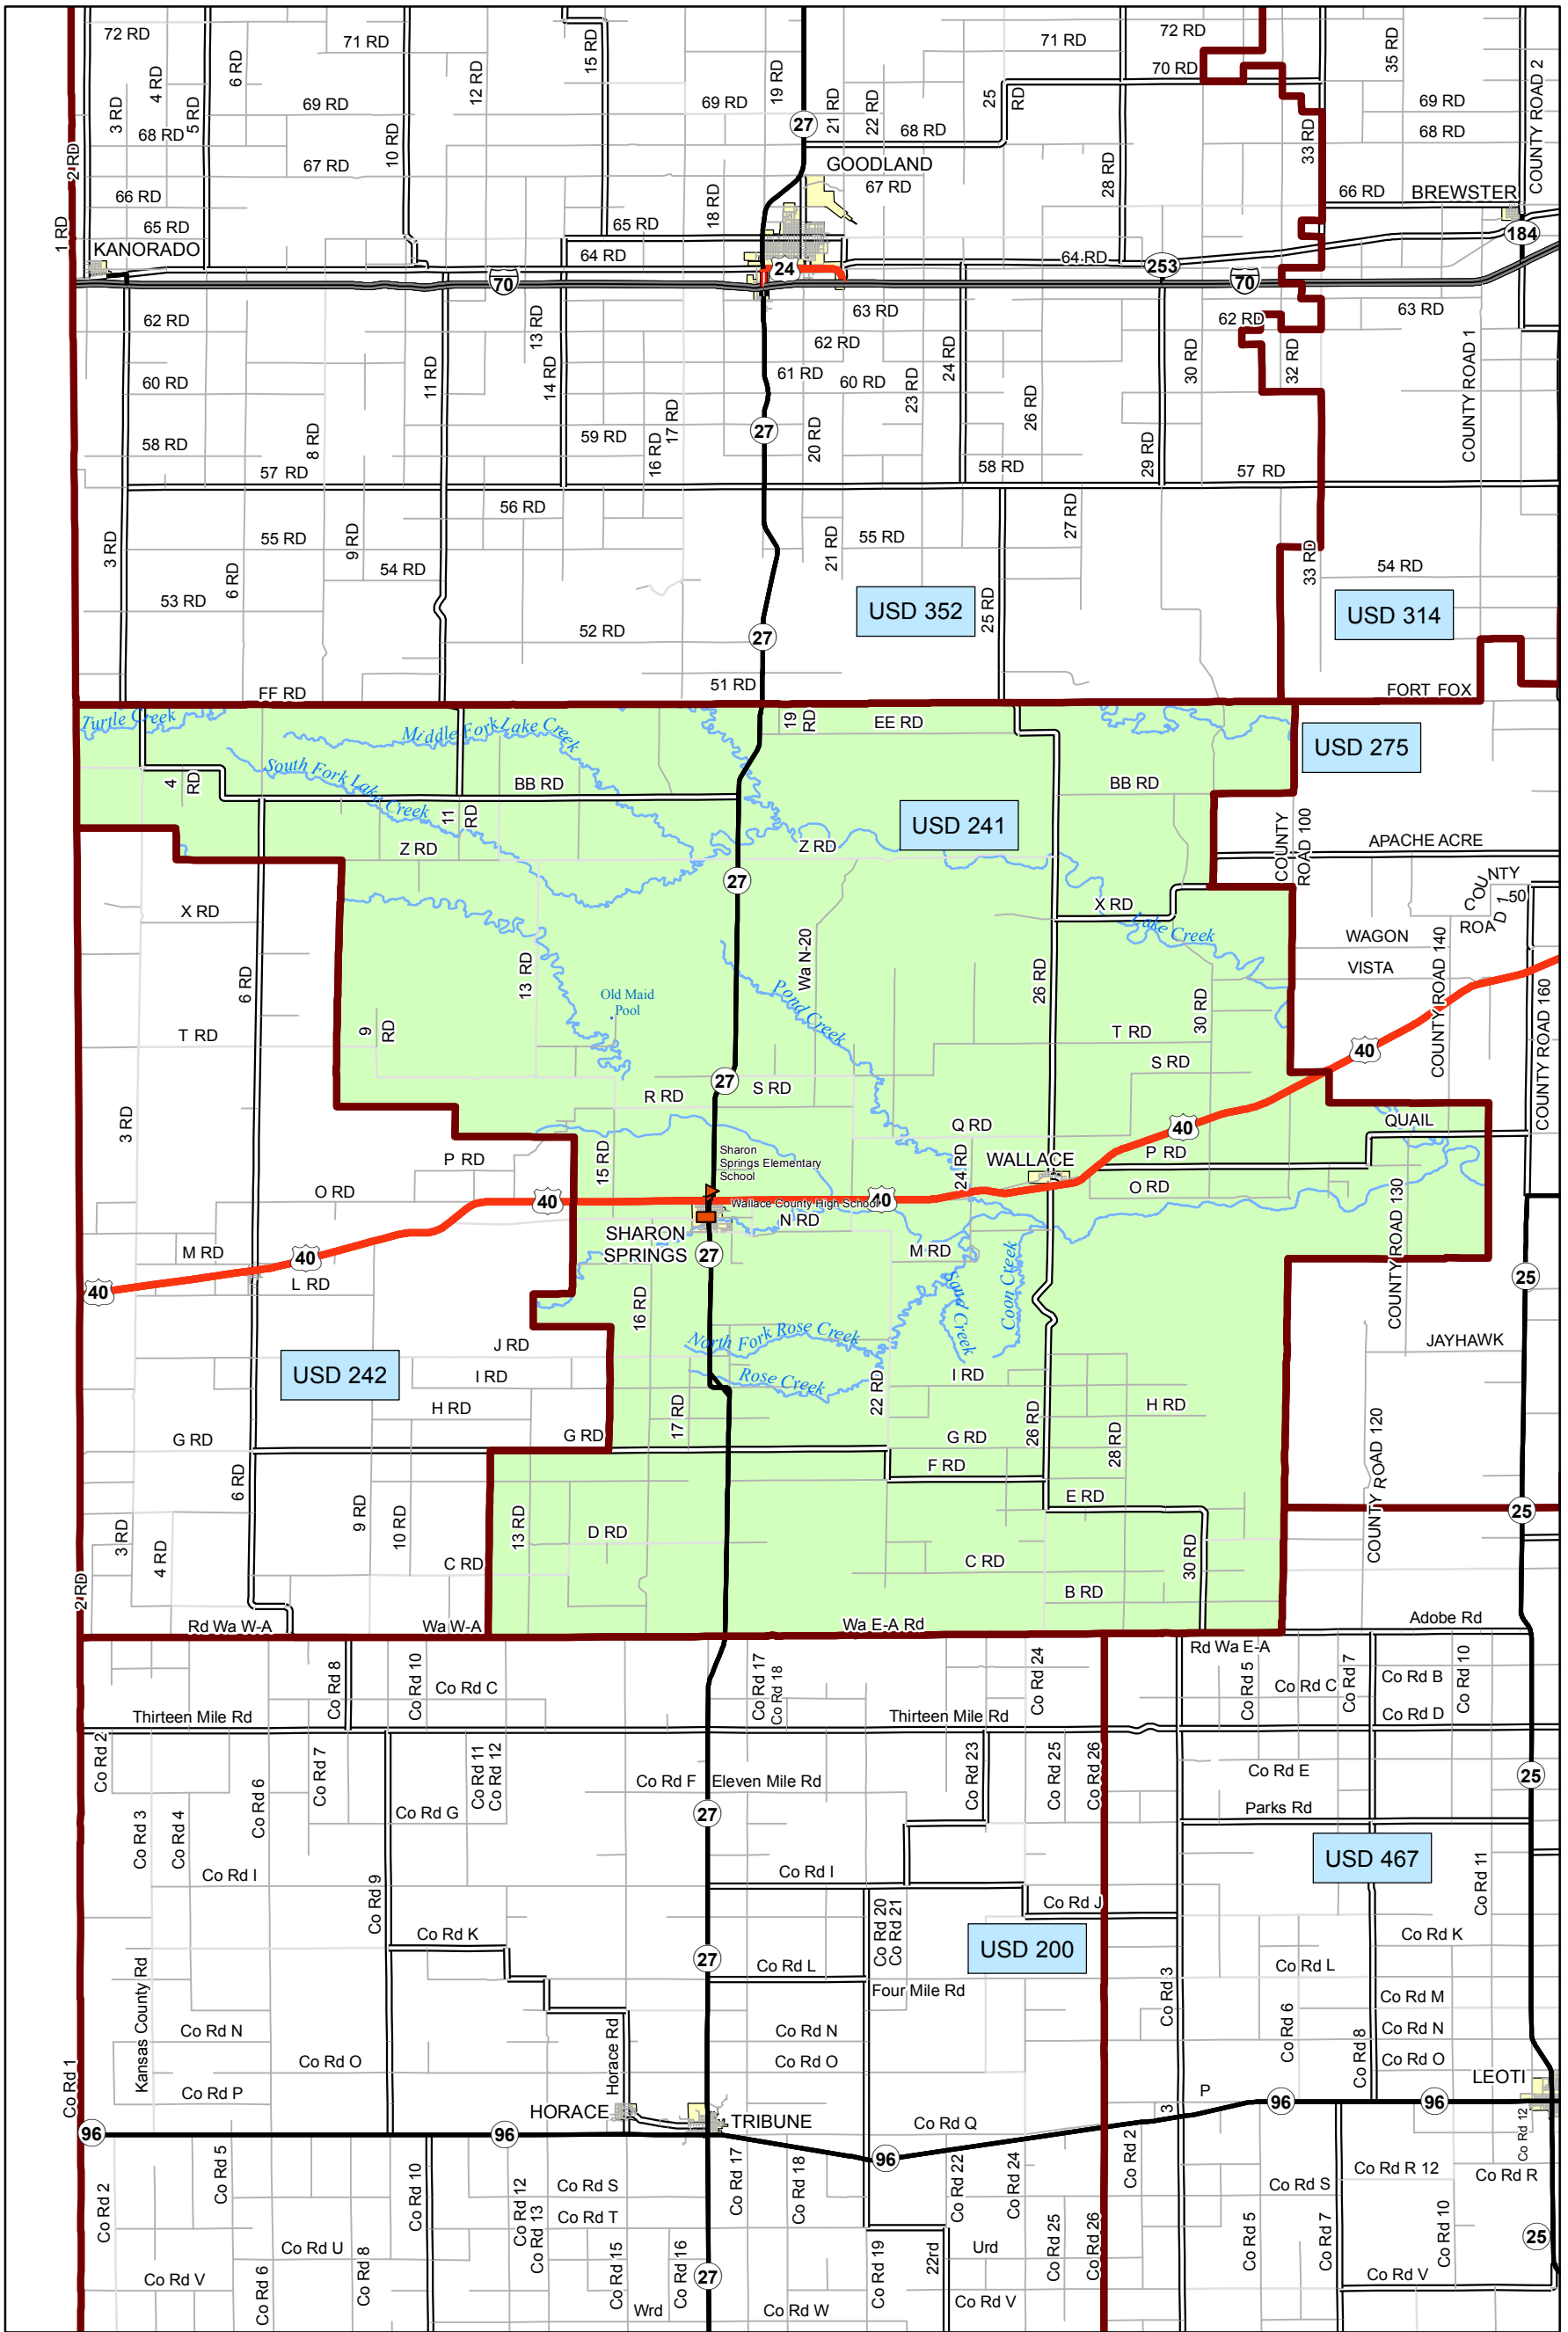 72 RD
71 RD
15 RD
19 RD
71 RD
72 RD
35 RD
COUNTY ROAD 2
4 RD
6 RD
12 RD
70 RD
3 RD
5 RD
69 RD
69 RD
21 RD
22 RD
25 RD
69 RD
68 RD
10 RD
27
68 RD
33 RD
68 RD
2 RD
67 RD
GOODLAND
28 RD
67 RD
66 RD
18 RD
66 RD
BREWSTER
1 RD
65 RD
65 RD
184
KANORADO
64 RD
24
64 RD
253
70
70
62 RD
13 RD
63 RD
62 RD
63 RD
62 RD
24 RD
30 RD
32 RD
COUNTY ROAD 1
60 RD
11 RD
14 RD
61 RD
60 RD
23 RD
26 RD
58 RD
8 RD
59 RD
16 RD
17 RD
27
20 RD
29 RD
57 RD
58 RD
57 RD
56 RD
27 RD
3 RD
55 RD
9 RD
21 RD
55 RD
33 RD
6 RD
54 RD
54 RD
53 RD
USD 352
25 RD
USD 314
52 RD
27
FF RD
51 RD
FORT FOX
Turtle Creek
Middle Fork Lake Creek
19 RD
EE RD
USD 275
South Fork Lake Creek
4 RD
BB RD
BB RD
11 RD
USD 241
COUNTY ROAD 100
Z RD
Z RD
APACHE ACRE
27
COUNTY ROAD 150
X RD
X RD
Lake Creek
WAGON
COUNTY ROAD 140
VISTA
6 RD
13 RD
Wa N-20
26 RD
Old Maid
Pool
Pond Creek
COUNTY ROAD 160
9 RD
30 RD
T RD
T RD
40
S RD
27
S RD
R RD
3 RD
Q RD
40
QUAIL
Sharon
Springs Elementary
School
P RD
15 RD
24 RD
WALLACE
P RD
O RD
40
40
O RD
Wallace County High School
COUNTY ROAD 130
N RD
SHARON
SPRINGS
M RD
40
27
M RD
L RD
40
Sand Creek
Coon Creek
25
16 RD
North Fork Rose Creek
J RD
JAYHAWK
USD 242
I RD
Rose Creek
22 RD
I RD
H RD
17 RD
26 RD
H RD
COUNTY ROAD 120
G RD
G RD
G RD
28 RD
6 RD
F RD
9 RD
10 RD
13 RD
E RD
25
3 RD
4 RD
D RD
C RD
C RD
30 RD
2 RD
B RD
Rd Wa W-A
Wa W-A
Wa E-A Rd
Adobe Rd
Rd Wa E-A
Co Rd 8
Co Rd 10
Co Rd C
Co Rd 17
Co Rd 18
Co Rd 24
Co Rd 5
Co Rd C
Co Rd 7
Co Rd B
Co Rd 10
Thirteen Mile Rd
Thirteen Mile Rd
Co Rd D
Co Rd 2
Co Rd 7
Co Rd 11
Co Rd 12
Co Rd 23
Co Rd 25
Co Rd 26
Co Rd 6
Co Rd F
Eleven Mile Rd
Co Rd E
25
Co Rd 3
Co Rd 4
Co Rd G
27
Parks Rd
USD 467
Co Rd I
Co Rd 9
Co Rd I
Co Rd 11
Co Rd J
Co Rd 20
Co Rd 21
Co Rd K
USD 200
Co Rd K
Kansas County Rd
27
Co Rd L
Co Rd 3
Co Rd L
Four Mile Rd
Co Rd M
Co Rd N
Co Rd N
Co Rd 6
Co Rd 8
Co Rd N
Co Rd 1
Co Rd O
Horace Rd
Co Rd O
Co Rd O
LEOTI
Co Rd P
P
96
96
HORACE
TRIBUNE
Co Rd Q
3
96
96
96
Co Rd 12
Co Rd 2
Co Rd 5
Co Rd 10
Co Rd 12
Co Rd 13
Co Rd S
Co Rd 17
Co Rd 18
Co Rd 22
Co Rd 24
Co Rd 2
Co Rd S
Co Rd R 12
Co Rd R
Co Rd T
Co Rd U
Co Rd 8
Co Rd 15
Co Rd 16
Co Rd 19
22rd
Urd
Co Rd 25
Co Rd 26
Co Rd 5
Co Rd 7
Co Rd 10
25
Co Rd V
Co Rd 6
27
Co Rd V
Co Rd V
Wrd
Co Rd W